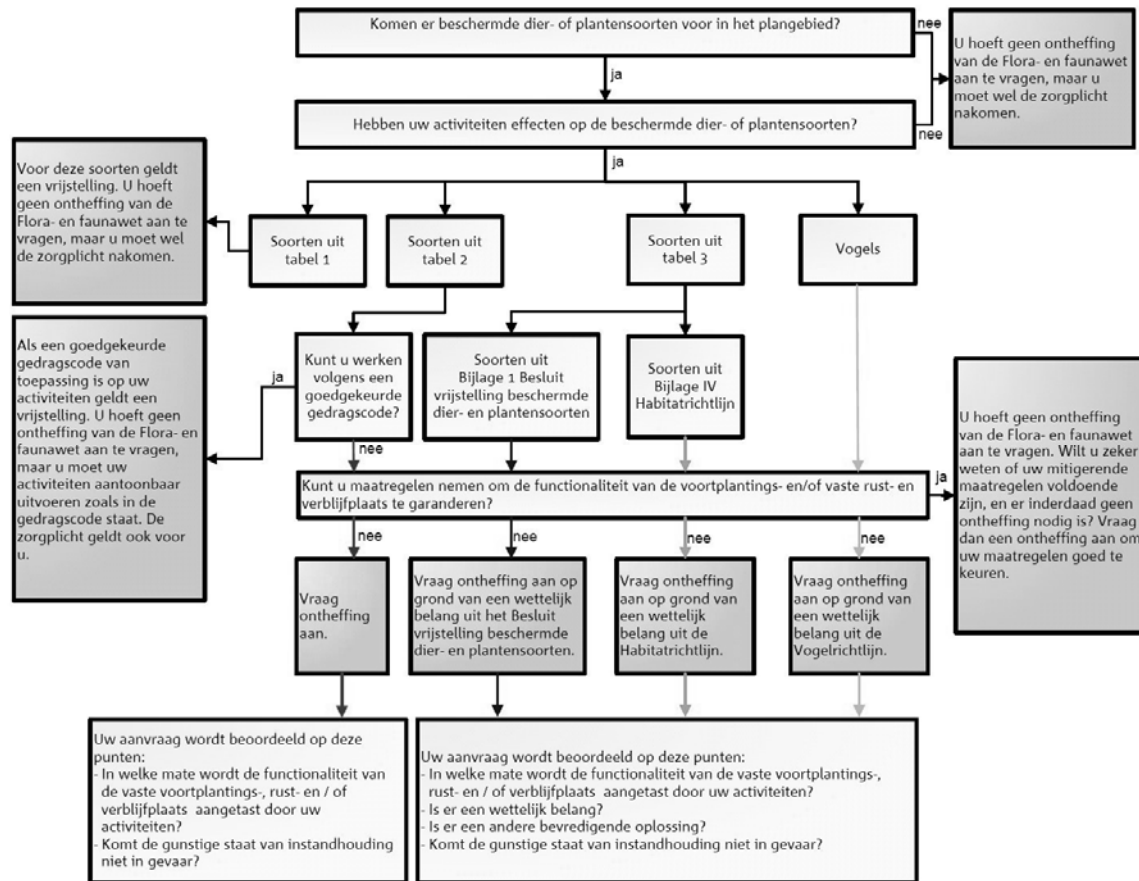 Komen er beschermde dier- of plantensoorten voor in het plangebied?
nee
U hoeft geen ontheffing
van de Flora- en faunawet
aan te vragen, maar u
moet wel de zorgplicht
nakomen.
ja
Hebben uw activiteiten effecten op de beschermde dier- of plantensoorten?
nee
ja
Voor deze soorten geldt
een vrijstelling. U hoeft
geen ontheffing van de
Flora- en faunawet aan te
vragen, maar u moet wel
de zorgplicht nakomen.
Soorten uit
tabel 1
Soorten uit
tabel 2
Soorten uit
tabel 3
Vogels
Als een goedgekeurde
gedragscode van
toepassing is op uw
activiteiten geldt een
vrijstelling. U hoeft geen
ontheffing van de Flora- en
faunawet aan te vragen,
maar u moet uw
activiteiten aantoonbaar
uitvoeren zoals in de
gedragscode staat. De
zorgplicht geldt ook voor
u.
ja
Kunt u werken
volgens een
goedgekeurde
gedragscode?
nee
Soorten uit
Bijlage 1 Besluit
vrijstelling beschermde
dier- en plantensoorten
Soorten uit
Bijlage IV
Habitatrichtlijn
Kunt u maatregelen nemen om de functionaliteit van de voortplantings- en/of vaste rust- en
verblijfplaats te garanderen?
ja
U hoeft geen ontheffing
van de Flora- en faunawet
aan te vragen. Wilt u zeker
weten of uw mitigerende
maatregelen voldoende
zijn, en er inderdaad geen
ontheffing nodig is? Vraag
dan een ontheffing aan om
uw maatregelen goed te
keuren.
nee
nee
nee
nee
Vraag
ontheffing
aan.
Vraag ontheffing aan op
grond van een wettelijk
belang uit het Besluit
vrijstelling beschermde
dier- en plantensoorten.
Vraag ontheffing
aan op grond van
een wettelijk
belang uit de
Habitatrichtlijn.
Vraag ontheffing
aan op grond van
een wettelijk
belang uit de
Vogelrichtlijn.
Uw aanvraag wordt beoordeeld op deze
punten:
- In welke mate wordt de functionaliteit van
de vaste voortplantings-, rust- en / of
verblijfplaats aangetast door uw
activiteiten?
- Komt de gunstige staat van instandhouding
niet in gevaar?
Uw aanvraag wordt beoordeeld op deze punten:
- In welke mate wordt de functionaliteit van de vaste voortplantings-,
rust- en / of verblijfplaats aangetast door uw activiteiten?
- Is er een wettelijk belang?
- Is er een andere bevredigende oplossing?
- Komt de gunstige staat van instandhouding niet in gevaar?